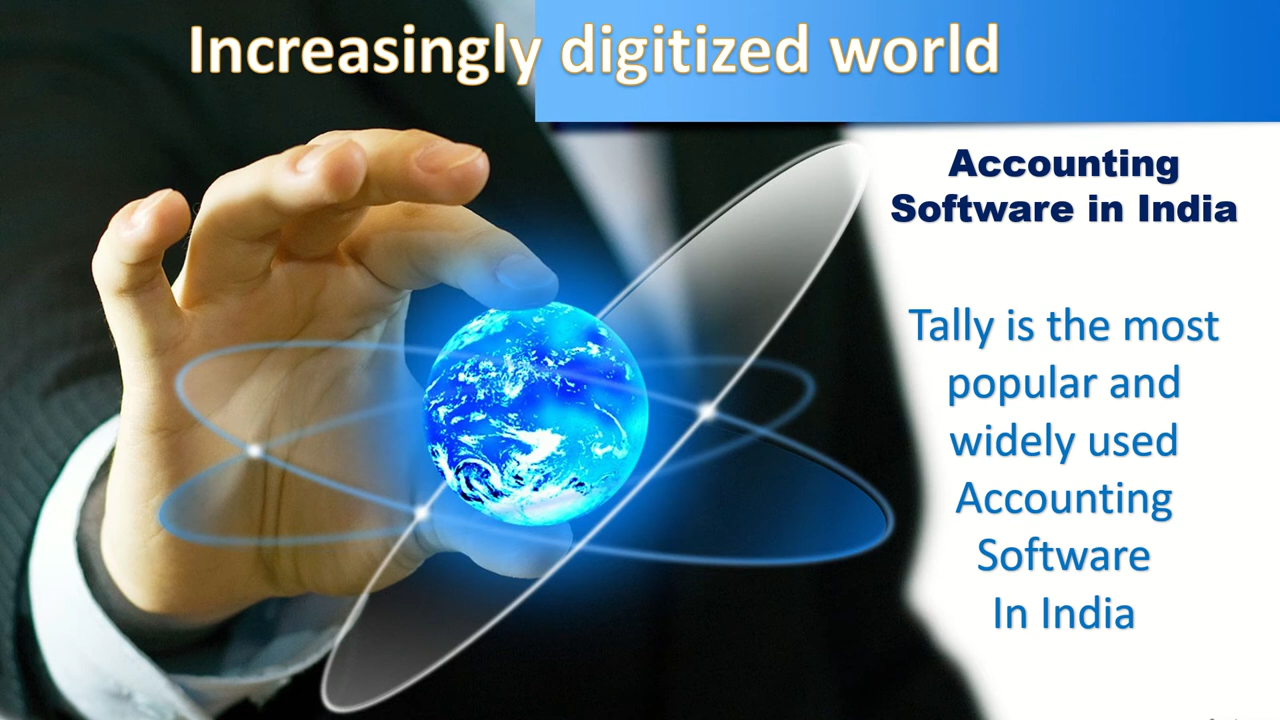 Increasingly digitized world
Accounting
Software in India
Tally is the most
popular and
widely used
Accounting
Software
In India